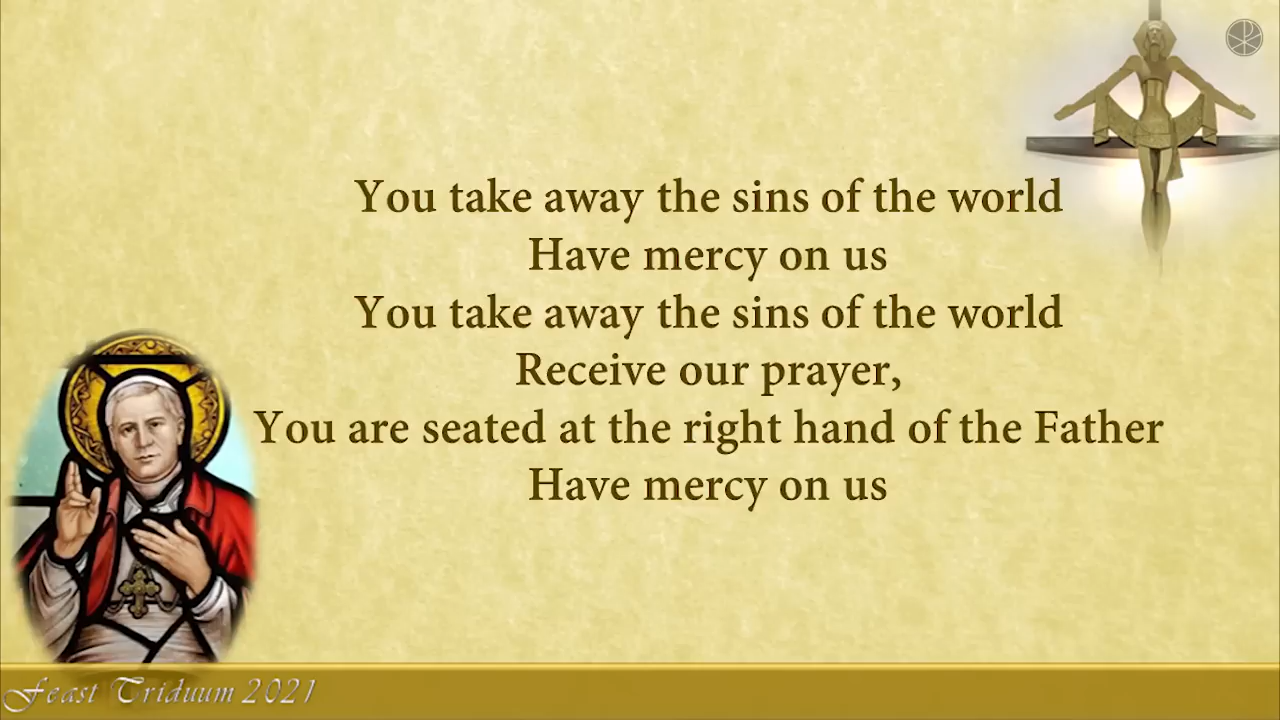 You take away the sins of the world
Have mercy on us
You take away the sins of the world
Receive our prayer,
You are seated at the right hand of the Father
Have mercy on us
Feast Triduum 2021